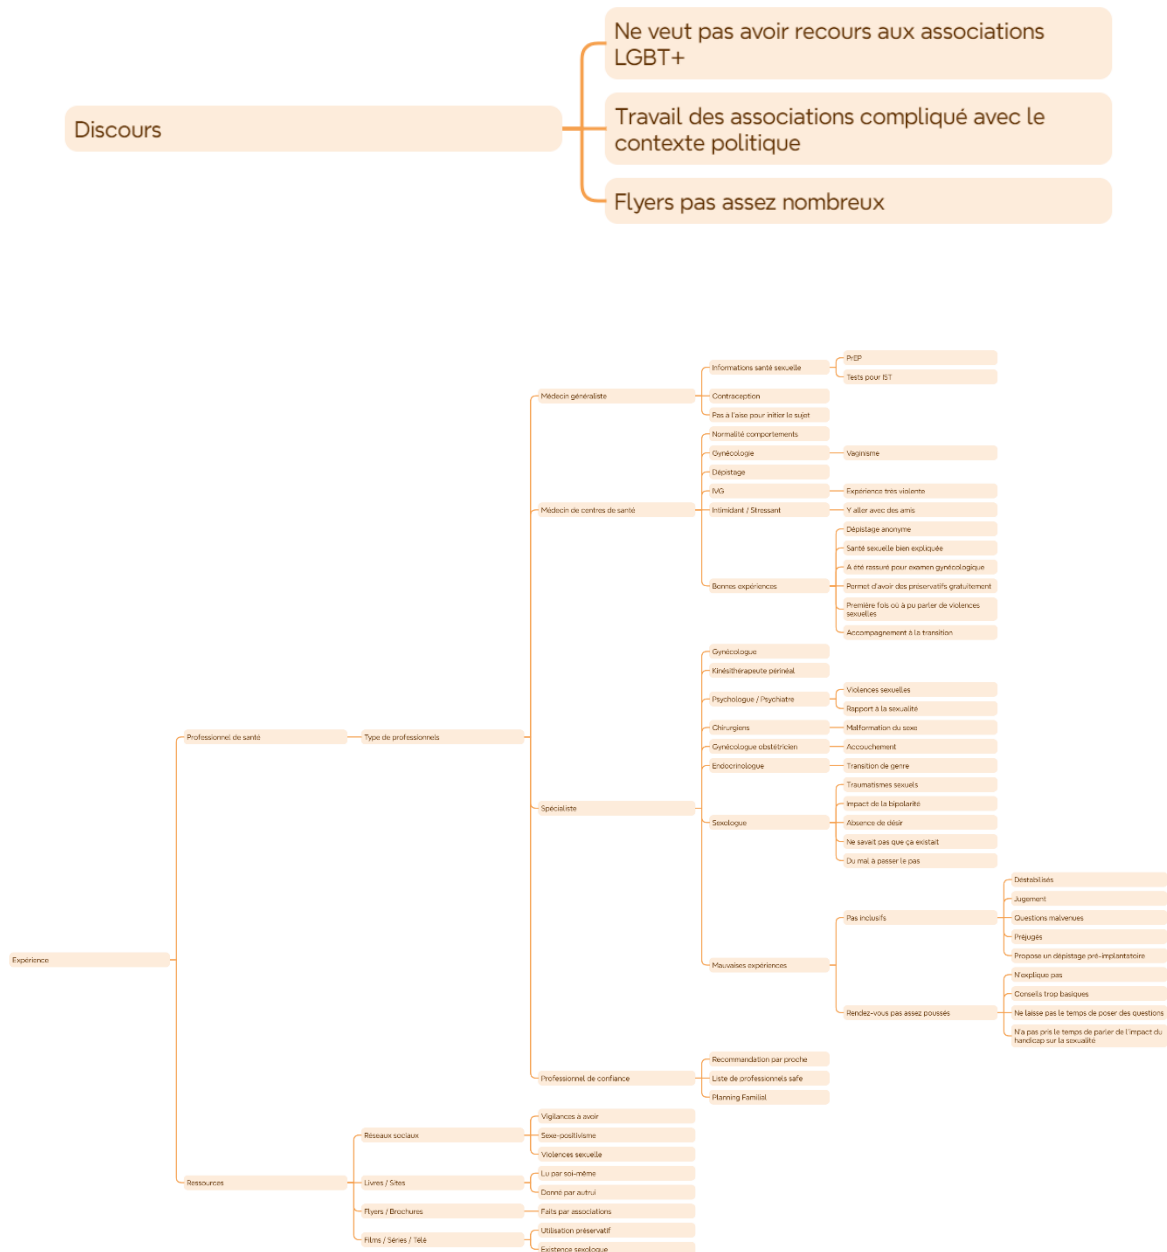 Ne veut pas avoir recours aux associations
LGBT+
Discours
Travail des associations compliqué avec le
contexte politique
Flyers pas assez nombreux
PrEP
Informations santé sexuelle
Tests pour IST
Médecin généraliste
Contraception
Pas à l'aise pour initier le sujet
Normalité comportements
Gynécologie
Vaginisme
Dépistage
IVG
Expérience très violente
Médecin de centres de santé
Intimidant / Stressant
Y aller avec des amis
Dépistage anonyme
Santé sexuelle bien expliquée
A été rassuré pour examen gynécologique
Bonnes expériences
Permet d'avoir des préservatifs gratuitement
Première fois où à pu parler de violences
sexuelles
Accompagnement à la transition
Gynécologue
Kinésithérapeute périnéal
Violences sexuelles
Psychologue / Psychiatre
Rapport à la sexualité
Chirurgiens
Malformation du sexe
Professionnel de santé
Type de professionnels
Gynécologue obstétricien
Accouchement
Endocrinologue
Transition de genre
Traumatismes sexuels
Spécialiste
Impact de la bipolarité
Sexologue
Absence de désir
Ne savait pas que ça existait
Du mal à passer le pas
Déstabilisés
Jugement
Pas inclusifs
Questions malvenues
Préjugés
Propose un dépistage pré-implantatoire
Expérience
Mauvaises expériences
N'explique pas
Conseils trop basiques
Rendez-vous pas assez poussés
Ne laisse pas le temps de poser des questions
N'a pas pris le temps de parler de l'impact du
handicap sur la sexualité
Recommandation par proche
Professionnel de confiance
Liste de professionnels safe
Planning Familial
Vigilances à avoir
Réseaux sociaux
Sexe-positivisme
Violences sexuelle
Lu par soi-même
Ressources
Livres / Sites
Donné par autrui
Flyers / Brochures
Faits par associations
Utilisation préservatif
Films / Séries / Télé
Existence sexologue